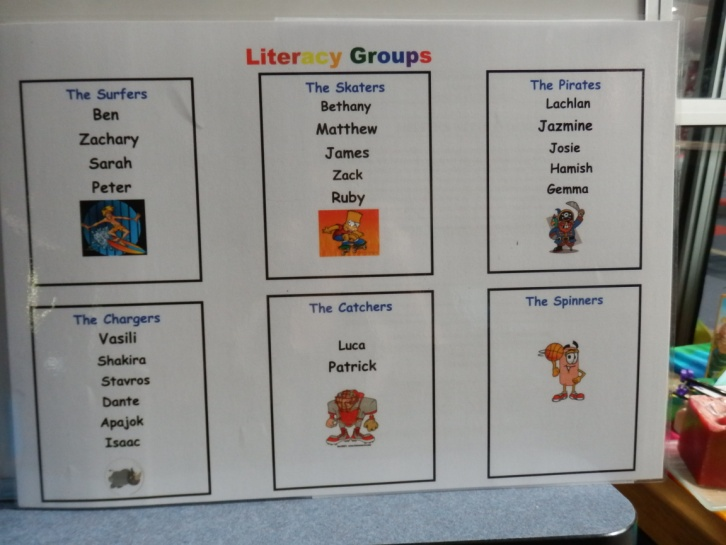 Literacy Groups
The Surfers
Ben
Zachary
Sarah
Peter
The Skaters
Bethany
Matthew
James
Zack
Ruby
The Pirates
Lachlan
Jazmine
Josie
Hamish
Gemma
The Chargers
Vasili
Shakira
Stavros
Dante
Apajok
Isaac
The Catchers
Luca
Patrick
The Spinners